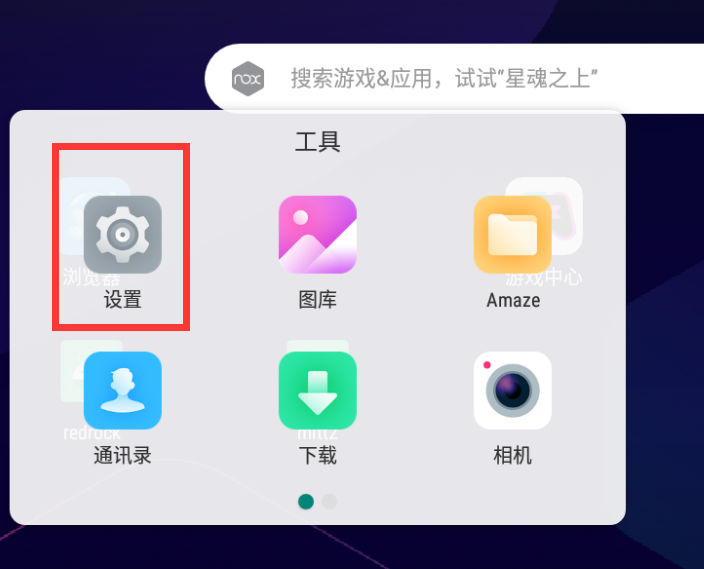 nox 搜索游戏&应用，试试“星魂之上”
工具
浏览器
游戏中心
设置
图库
Amaze
redrock
通讯录
下载
相机